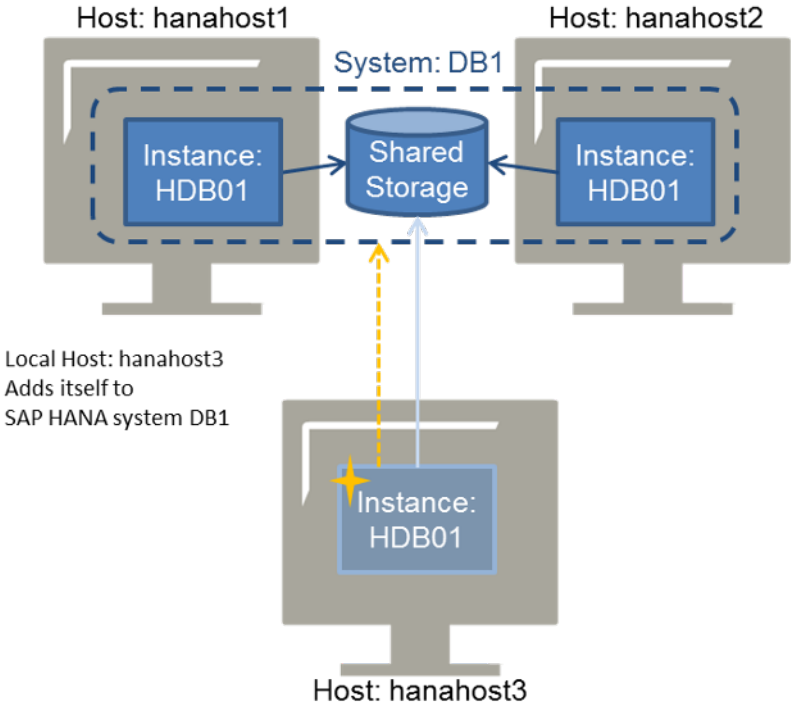 Host: hanahost1
Host: hanahost2
System: DB1
Instance:
HDB01
Shared
Storage
Instance:
HDB01
Local Host: hanahost3
Adds itself to
SAP HANA system DB1
Instance:
HDB01
Host: hanahost3